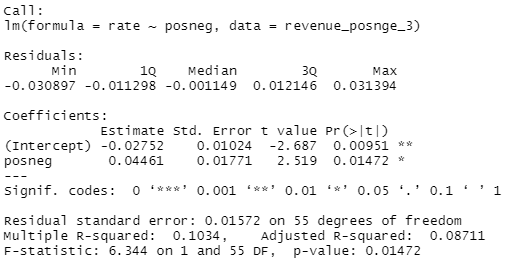 Call:
lm(formula = rate ~ posneg, data = revenue_posnge_3)
Residuals:
Min 1Q Median 3Q Max
-0.030897 -0.011298 -0.001149 0.012146 0.031394
Coefficients:
Estimate Std. Error t value Pr(>|t|)
(Intercept) -0.02752 0.01024 -2.687 0.00951 **
posneg 0.04461 0.01771 2.519 0.01472 *
---
Signif. codes: 0 ‘***’ 0.001 ‘**’ 0.01 ‘*’ 0.05 ‘.’ 0.1 ‘ ’ 1
Residual standard error: 0.01572 on 55 degrees of freedom
Multiple R-squared: 0.1034, Adjusted R-squared: 0.08711
F-statistic: 6.344 on 1 and 55 DF, p-value: 0.01472